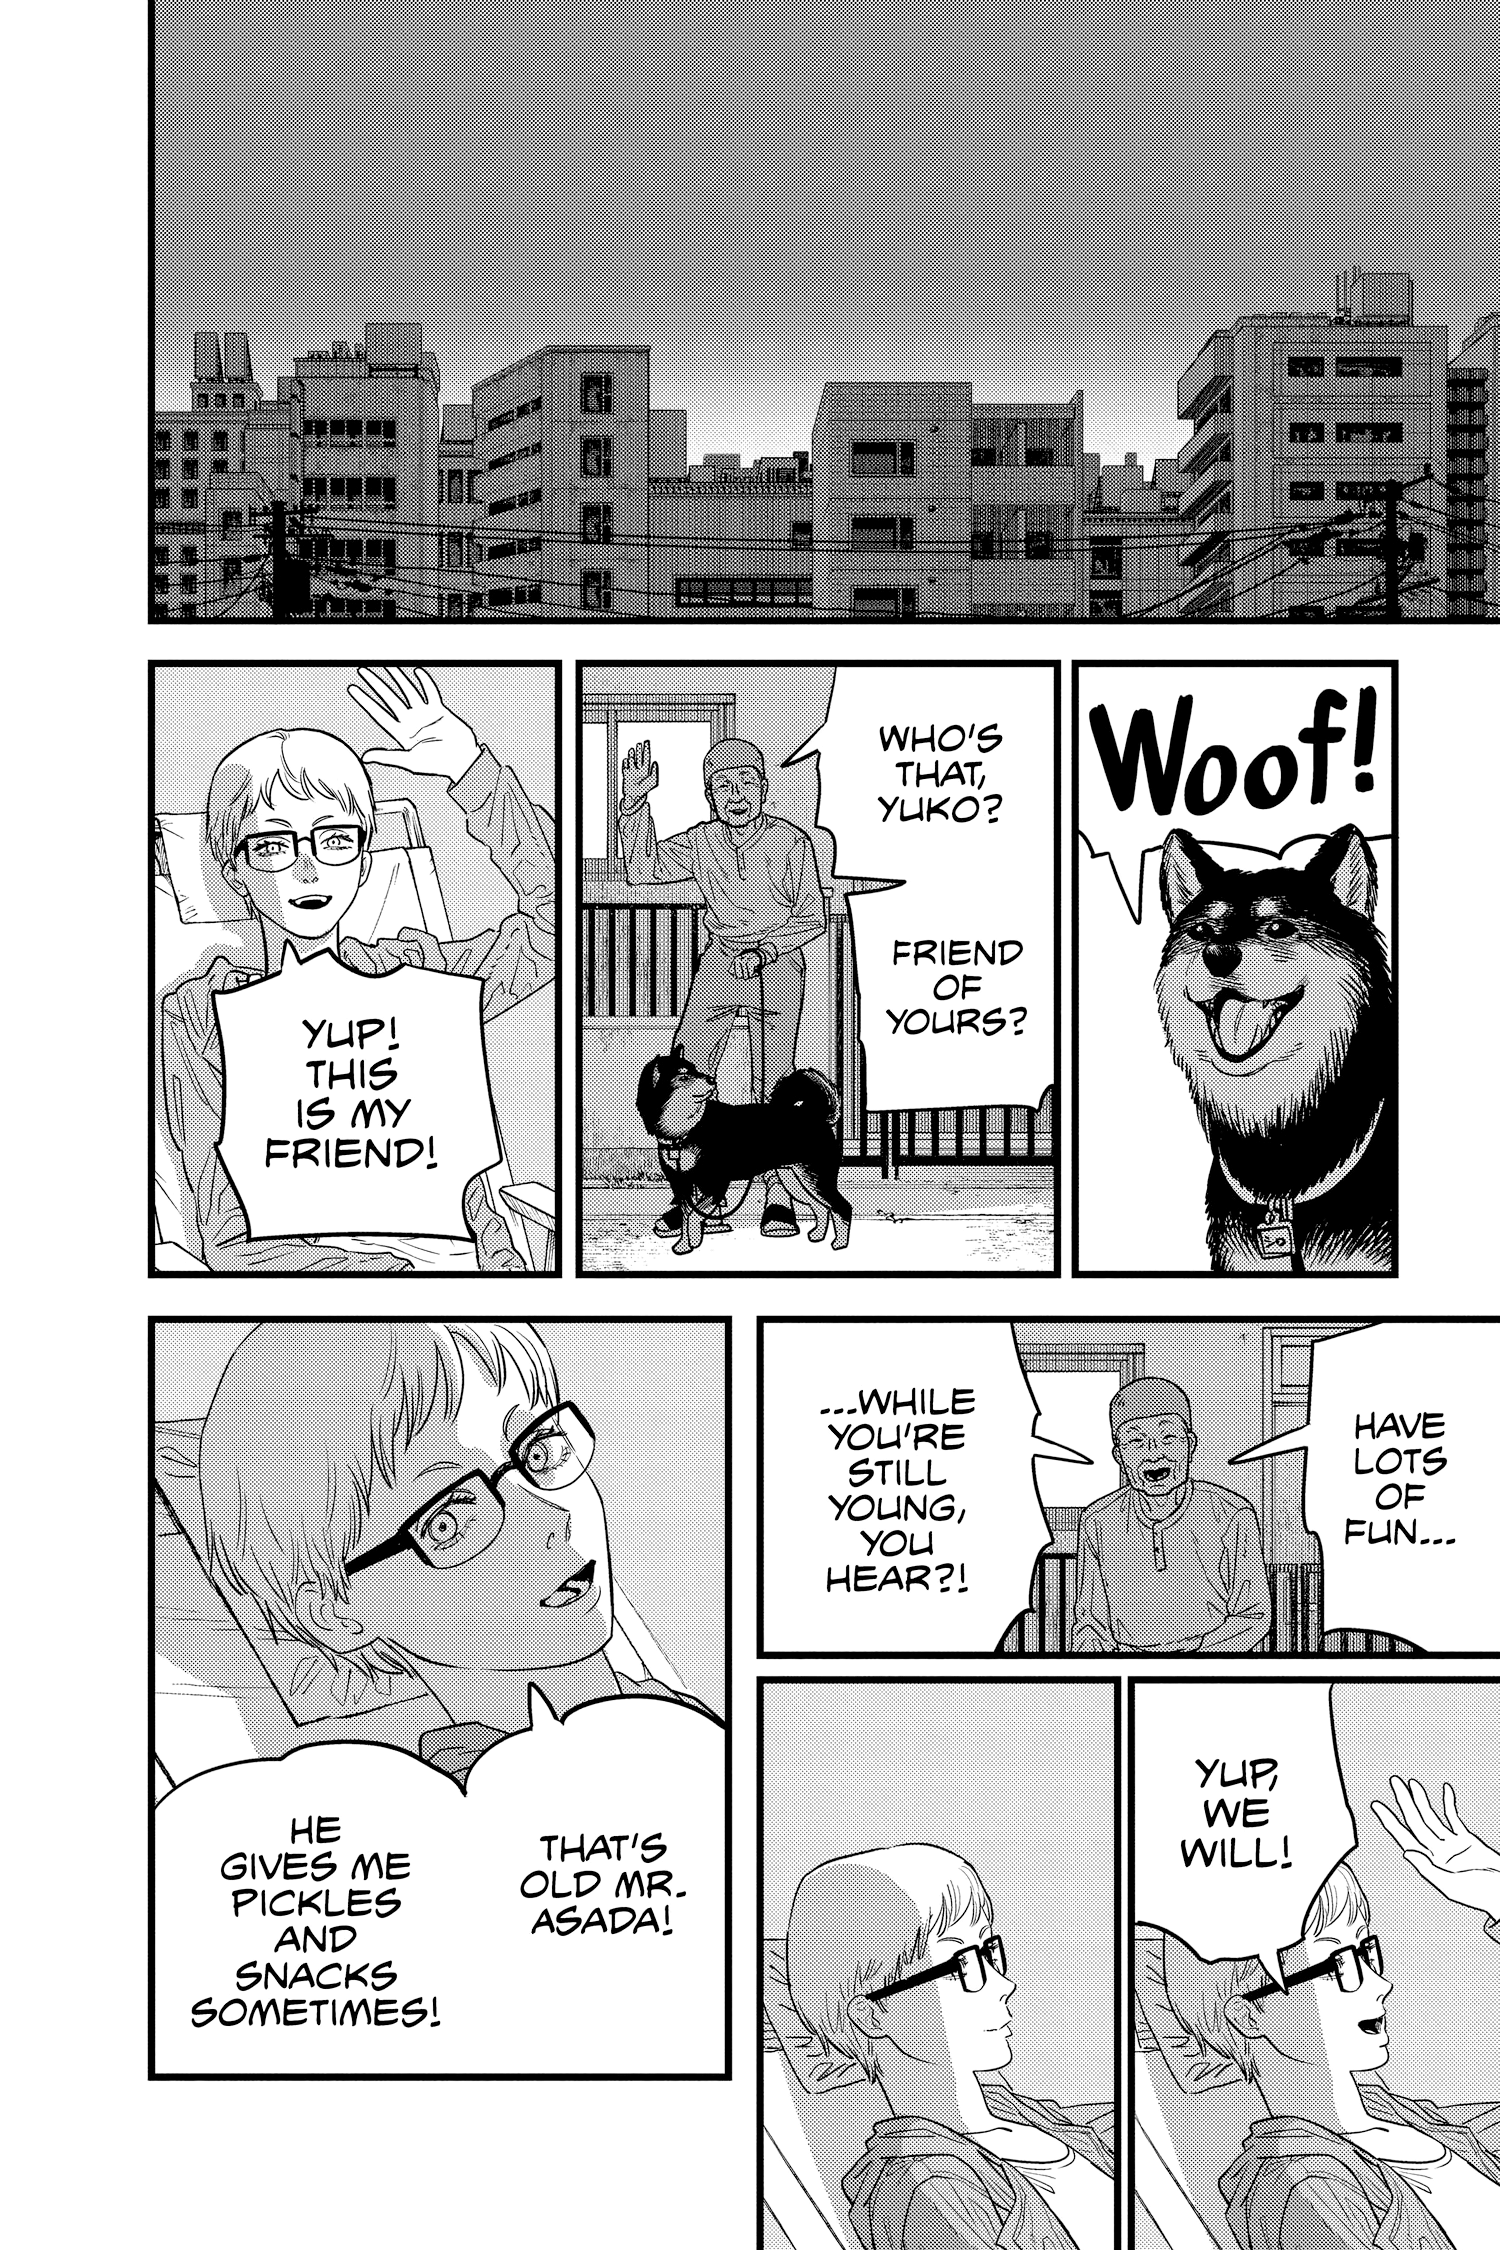 Woof!
WHO'S
THAT,
YUKO?
FRIEND
OF
YOURS?
YUP!
THIS
IS MY
FRIEND!
HAVE
LOTS
OF
FUN...
...WHILE
YOU'RE
STILL
YOUNG,
YOU
HEAR?!
YUP,
WE
WILL!
THAT'S
OLD MR.
ASADA!
HE
GIVES ME
PICKLES
AND
SNACKS
SOMETIMES!